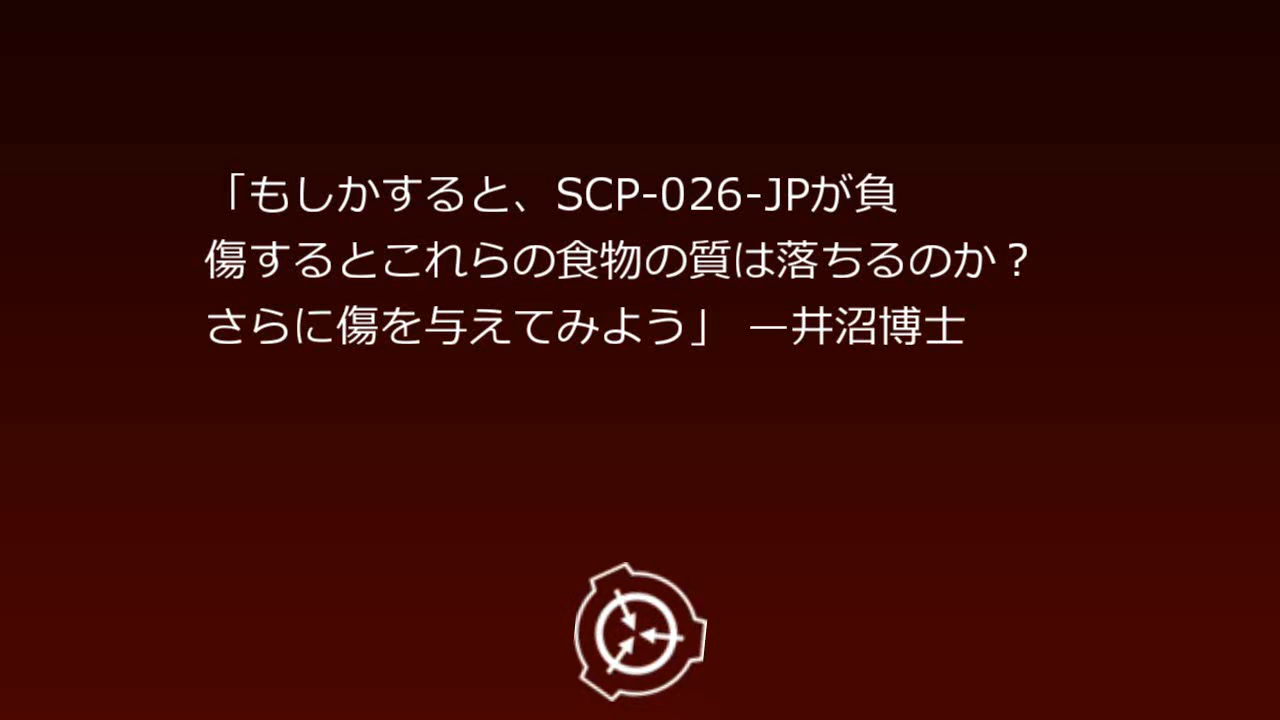 「もしかすると、SCP-026-JPが負
傷するとこれらの食物の質は落ちるのか？
さらに傷を与えてみよう」 ―井沼博士